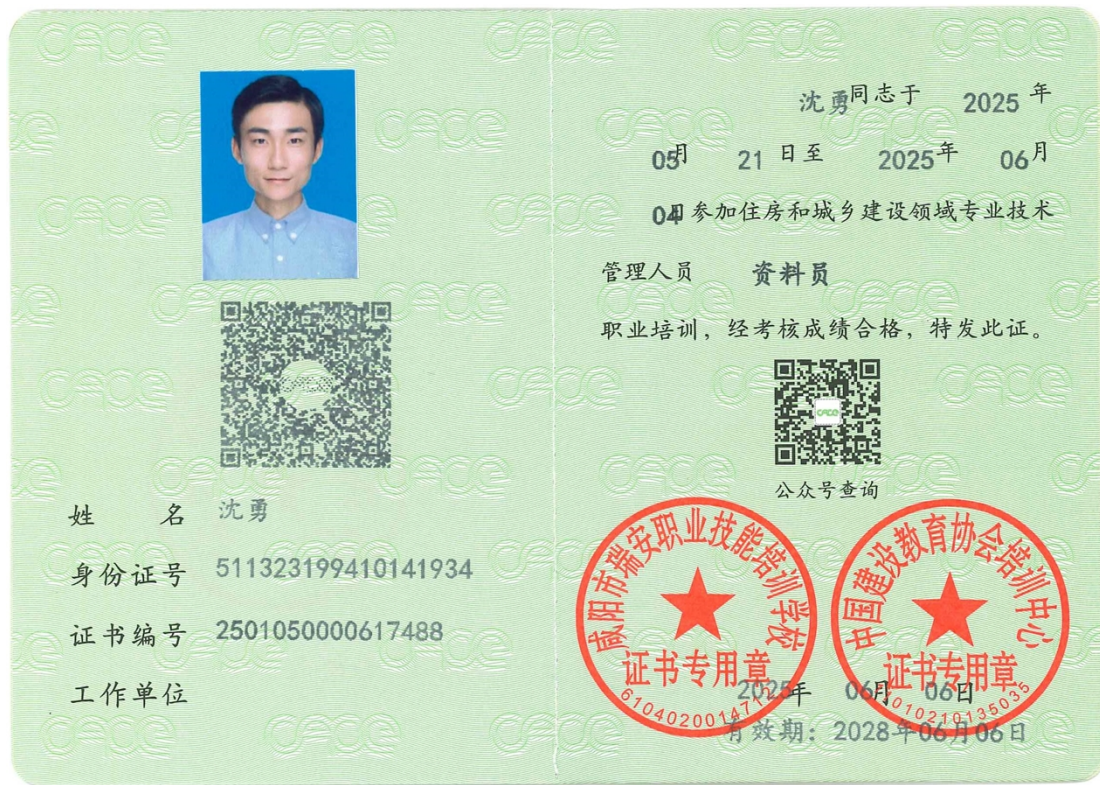 姓 名 沈勇
身份证号 511323199410141934
证书编号 2501050000617488
工作单位
沈勇同志于 2025 年
05月 21 日至 2025年 06月
04日参加住房和城乡建设领域专业技术
管理人员 资料员
职业培训，经考核成绩合格，特发此证。
cace
公众号查询
咸阳市瑞安职业技能培训学校
证书专用章
中国建设教育协会培训中心
证书专用章
2025年 06月 06日
有效期：2028年06月06日